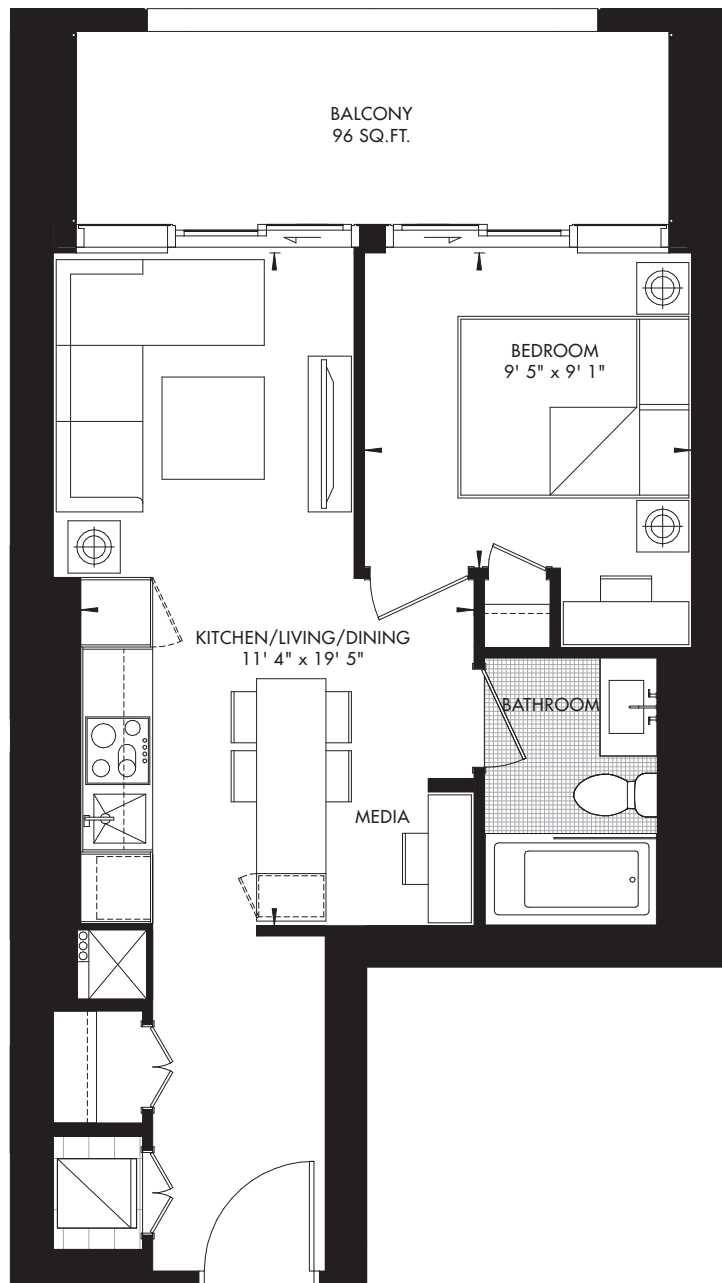 BALCONY
96 SQ.FT.
BEDROOM
9' 5" x 9' 1"
KITCHEN/LIVING/DINING
11' 4" x 19' 5"
BATHROOM
MEDIA